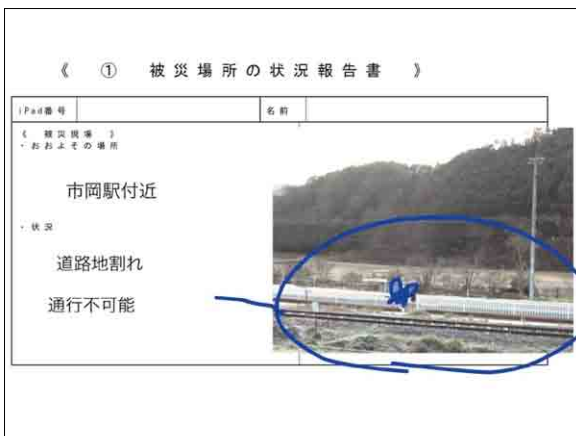 《 ① 被災場所の状況報告書 》
iPad番号
名前
《 被災現場 》
・おおよその場所
市岡駅付近
・状況
道路地割れ
通行不可能